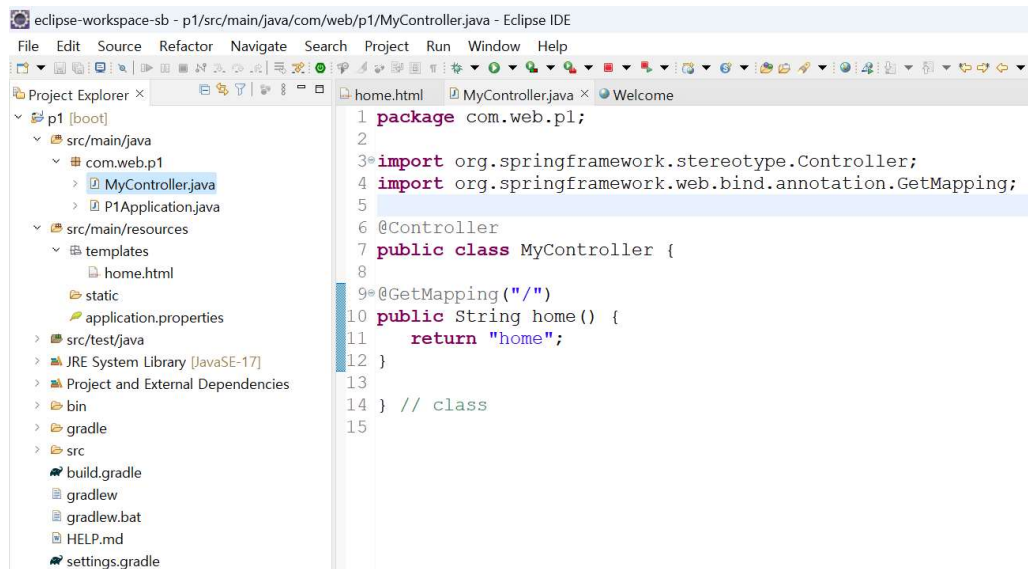 eclipse-workspace-sb - p1/src/main/java/com/web/p1/MyController.java - Eclipse IDE
File Edit Source Refactor Navigate Search Project Run Window Help
Project Explorer ×
p1 [boot]
src/main/java
com.web.p1
MyController.java
P1Application.java
src/main/resources
templates
home.html
static
application.properties
src/test/java
JRE System Library [JavaSE-17]
Project and External Dependencies
bin
gradle
src
build.gradle
gradlew
gradlew.bat
HELP.md
settings.gradle
home.html MyController.java × Welcome
1 package com.web.p1;
2
3 import org.springframework.stereotype.Controller;
4 import org.springframework.web.bind.annotation.GetMapping;
5
6 @Controller
7 public class MyController {
8
9 @GetMapping("/")
10 public String home() {
11 return "home";
12 }
13
14 } // class
15